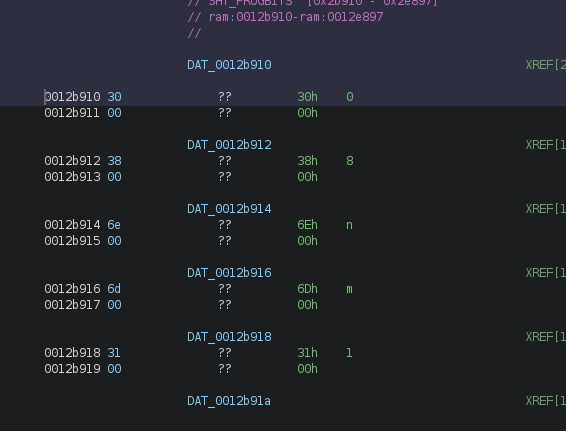 // SHT_PROGBITS  [0x2b910 - 0x2e897]
// ram:0012b910-ram:0012e897
//
DAT_0012b910 XREF[2
0012b910 30 ?? 30h 0
0012b911 00 ?? 00h
DAT_0012b912 XREF[1
0012b912 38 ?? 38h 8
0012b913 00 ?? 00h
DAT_0012b914 XREF[1
0012b914 6e ?? 6Eh n
0012b915 00 ?? 00h
DAT_0012b916 XREF[1
0012b916 6d ?? 6Dh m
0012b917 00 ?? 00h
DAT_0012b918 XREF[1
0012b918 31 ?? 31h 1
0012b919 00 ?? 00h
DAT_0012b91a XREF[1